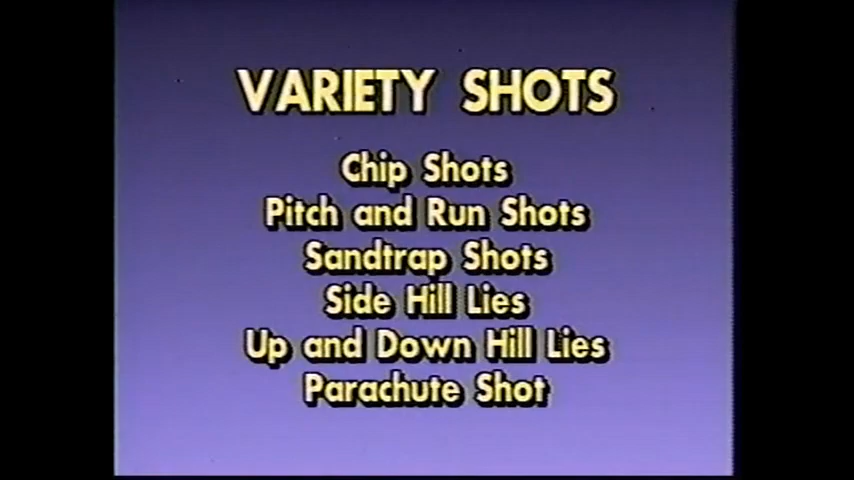 VARIETY SHOTS
Chip Shots
Pitch and Run Shots
Sandtrap Shots
Side Hill Lies
Up and Down Hill Lies
Parachute Shot